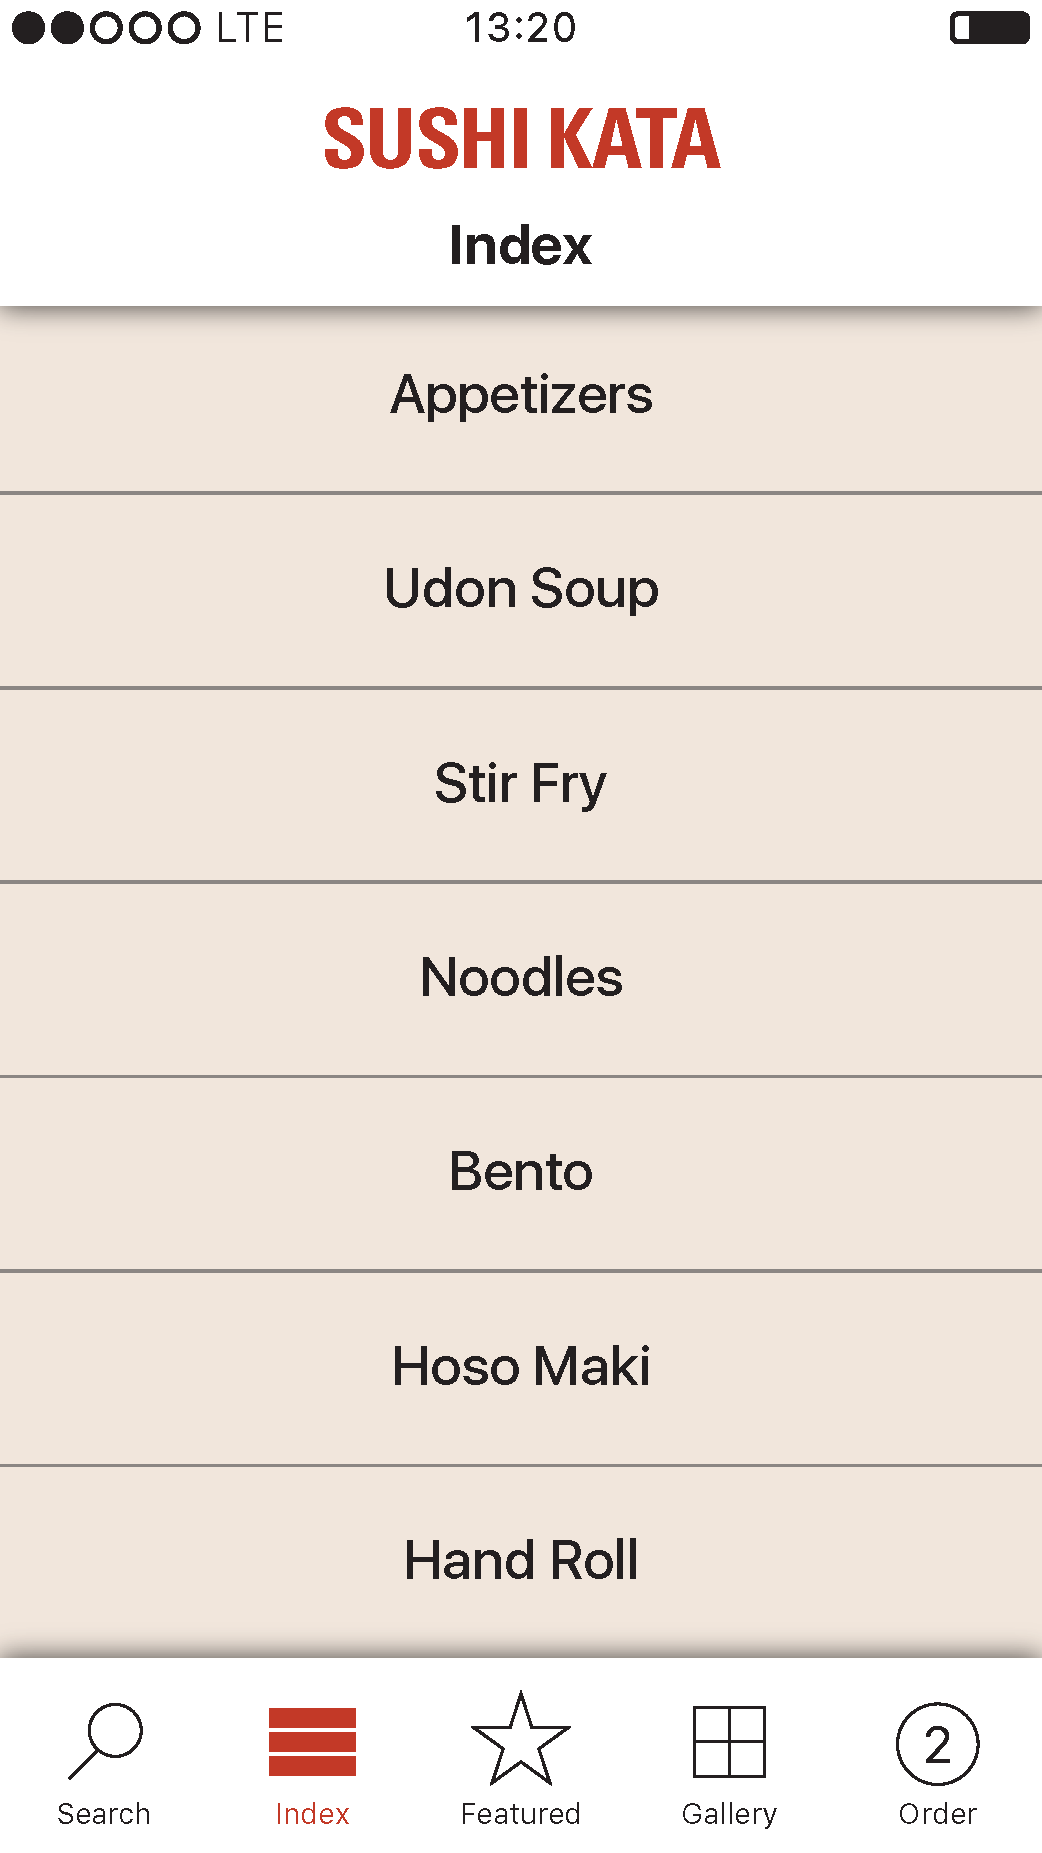 LTE 13:20
SUSHI KATA
Index
Appetizers
Udon Soup
Stir Fry
Noodles
Bento
Hoso Maki
Hand Roll
2
Search Index Featured Gallery Order